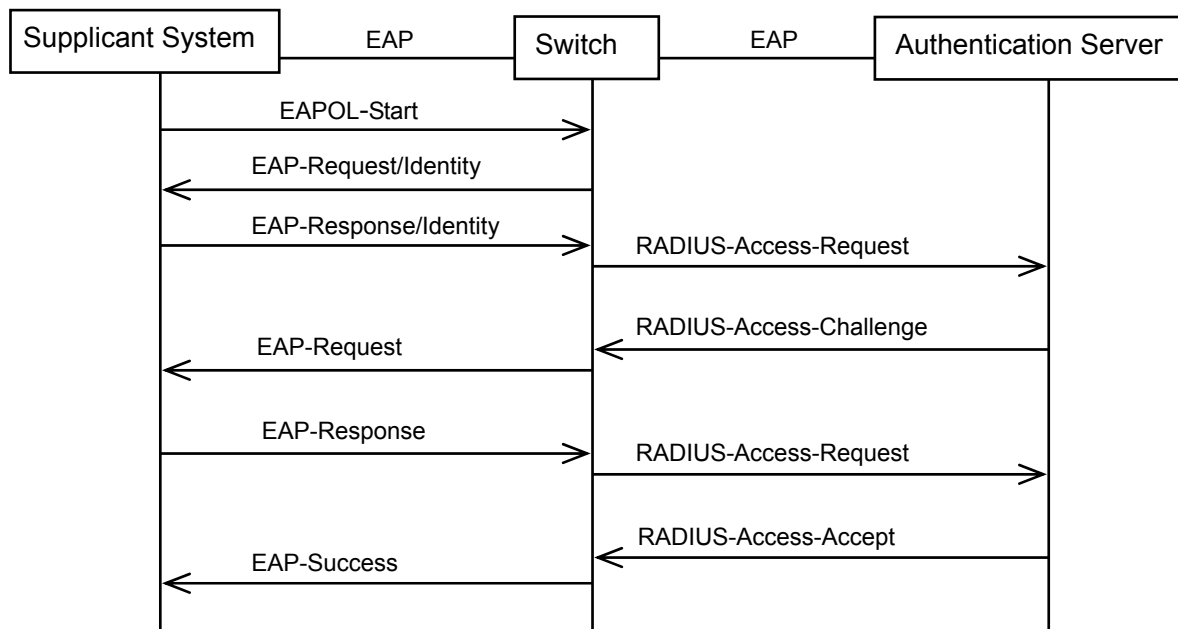 Supplicant System
EAP
Switch
EAP
Authentication Server
EAPOL-Start
EAP-Request/Identity
EAP-Response/Identity
RADIUS-Access-Request
RADIUS-Access-Challenge
EAP-Request
EAP-Response
RADIUS-Access-Request
RADIUS-Access-Accept
EAP-Success